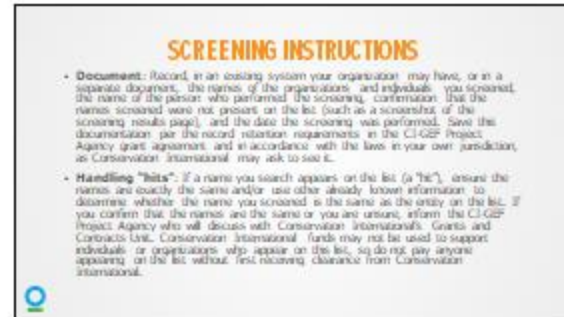 SCREENING INSTRUCTIONS
• Document: Record, in an existing system your organization may have, or in a
separate document, the names of the organizations and individuals you screened,
the name of the person who performed the screening, confirmation that the
names screened were not present on the list (such as a screenshot of the
screening results page), and the date the screening was performed. Save this
documentation per the record retention requirements in the CI-GEF Project
Agency grant agreement and in accordance with the laws in your own jurisdiction,
as Conservation International may ask to see it.
• Handling "hits": If a name you search appears on the list (a "hit"), ensure the
names are exactly the same and/or use other already known information to
determine whether the name you screened is the same as the entity on the list. If
you confirm that the names are the same or you are unsure, inform the CI-GEF
Project Agency who will discuss with Conservation International's Grants and
Contracts Unit. Conservation International funds may not be used to support
individuals or organizations who appear on this list, so do not pay anyone
appearing on the list without first receiving clearance from Conservation
International.